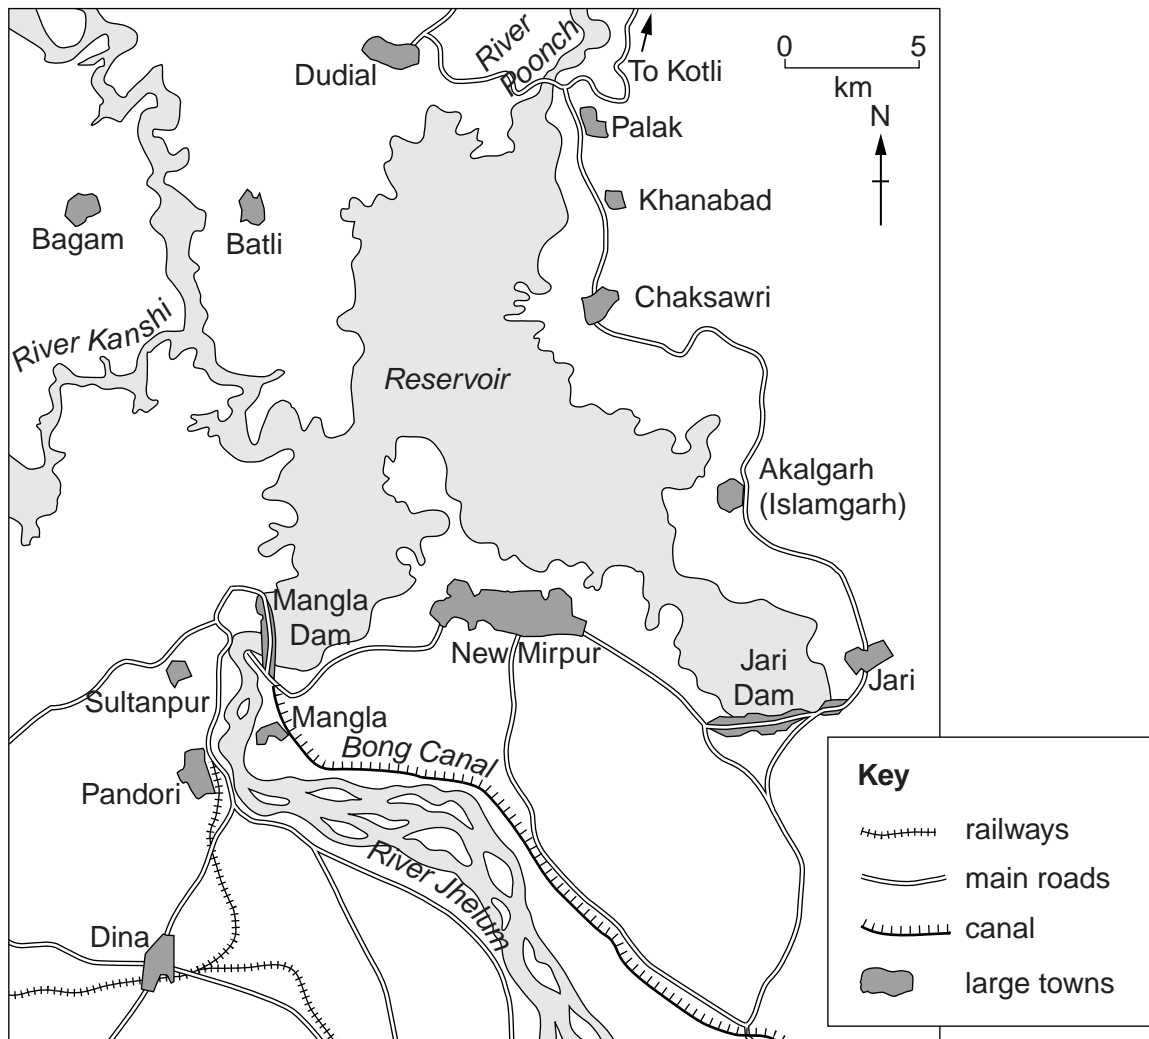 River
Poonch
Dudial
To Kotli
0 5
km
N
Palak
Khanabad
Bagam
Batli
Chaksawri
River Kanshi
Reservoir
Akalgarh
(Islamgarh)
Mangla
Dam
New Mirpur
Jari
Dam
Jari
Sultanpur
Mangla
Bong Canal
Pandori
River Jhelum
Dina
Key
railways
main roads
canal
large towns